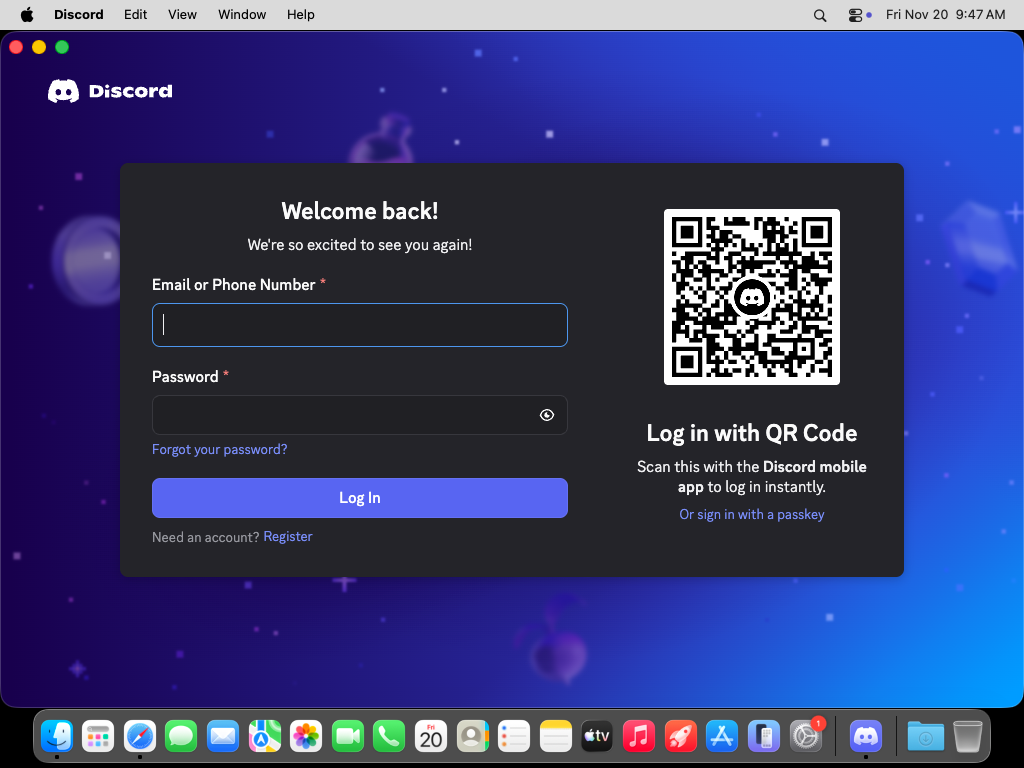 Discord Edit View Window Help Fri Nov 20 9:47 AM
Discord
Welcome back!
We're so excited to see you again!
Email or Phone Number *
Password *
Forgot your password?
Log In
Need an account? Register
Log in with QR Code
Scan this with the Discord mobile
app to log in instantly.
Or sign in with a passkey
Fri
20
tv
1